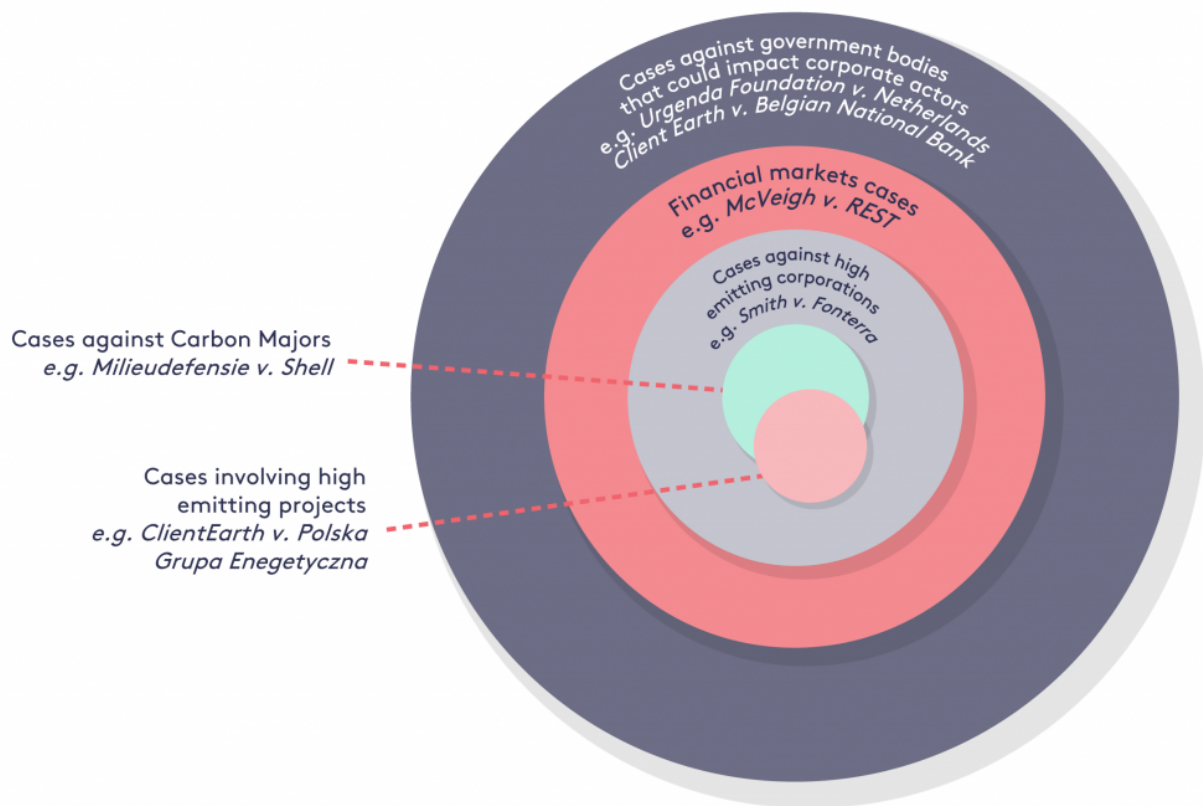 Cases against government bodies
that could impact corporate actors
e.g. Urgenda Foundation v. Netherlands
Client Earth v. Belgian National Bank
Financial markets cases
e.g. McVeigh v. REST
Cases against high
emitting corporations
e.g. Smith v. Fonterra
Cases against Carbon Majors
e.g. Milieudefensie v. Shell
Cases involving high
emitting projects
e.g. ClientEarth v. Polska
Grupa Enegetyczna